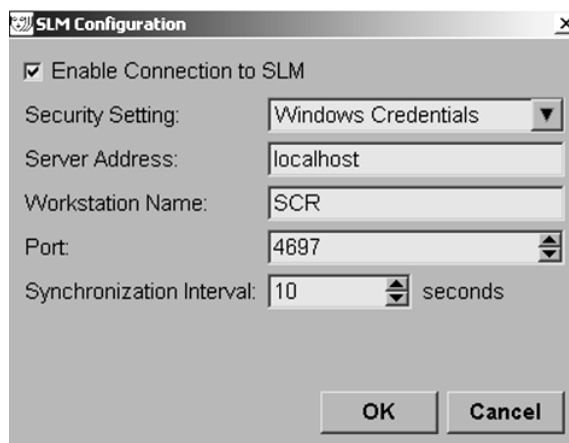 SLM Configuration
Enable Connection to SLM
Security Setting: Windows Credentials
Server Address: localhost
Workstation Name: SCR
Port: 4697
Synchronization Interval: 10 seconds
OK Cancel